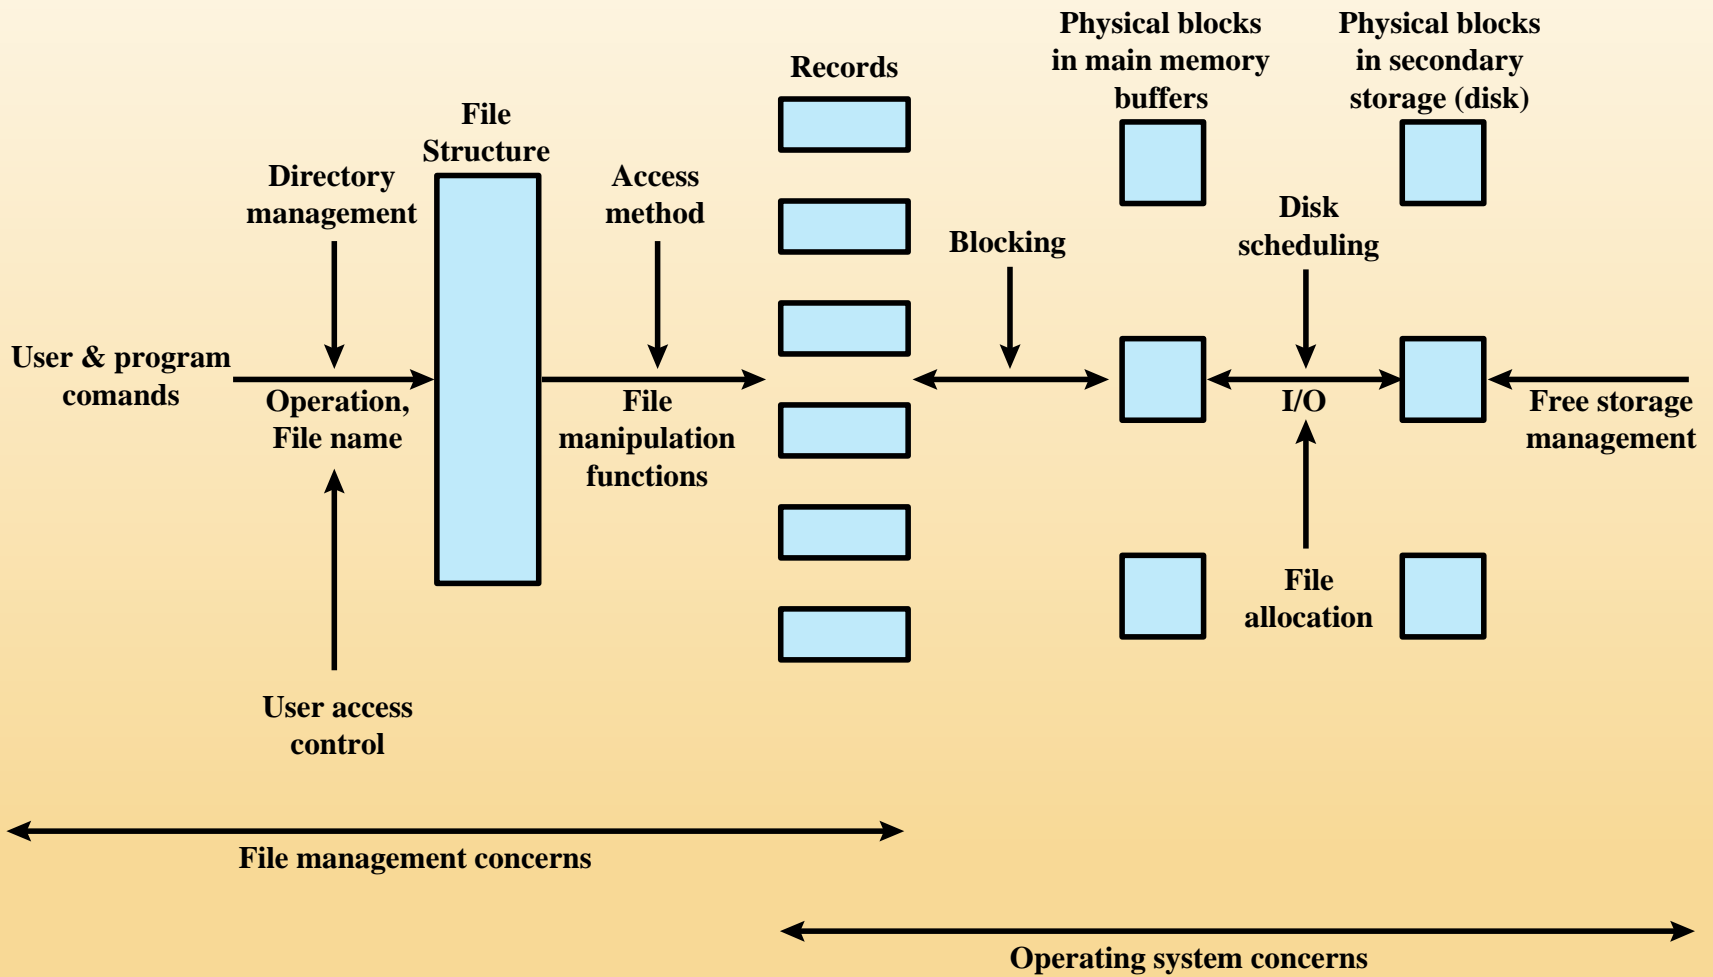 Physical blocks
in main memory
buffers
Physical blocks
in secondary
storage (disk)
Records
File
Structure
Directory
management
Access
method
Disk
scheduling
Blocking
User & program
comands
Operation,
File name
File
manipulation
functions
I/O
Free storage
management
File
allocation
User access
control
File management concerns
Operating system concerns